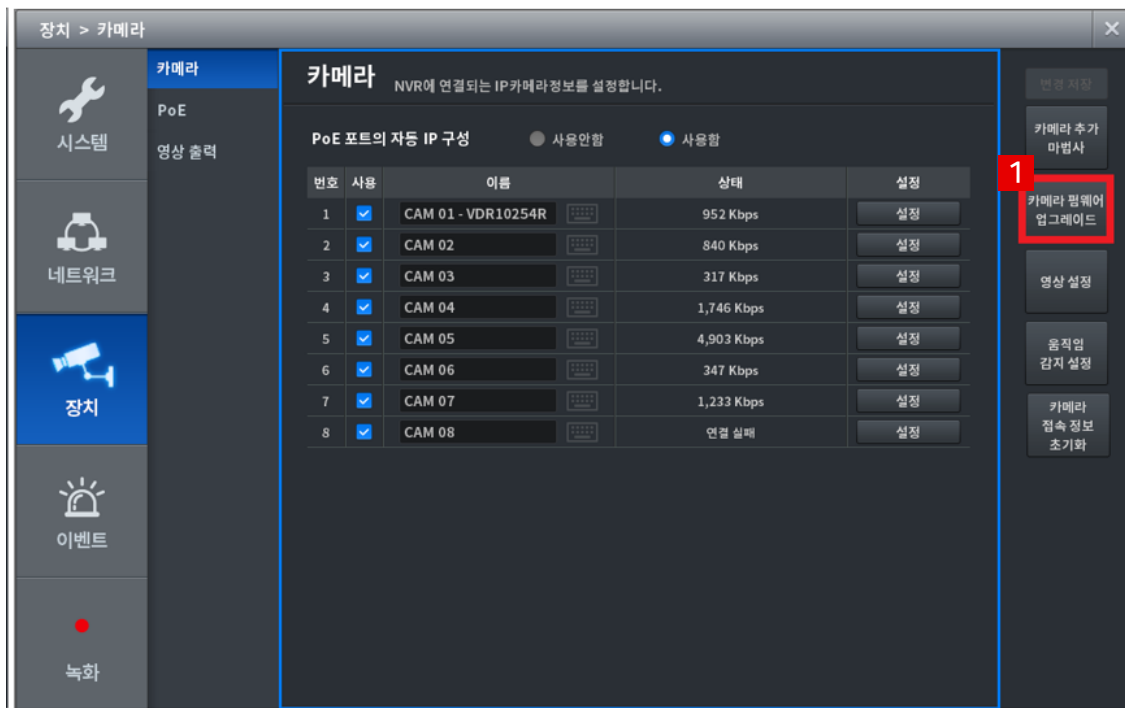 장치 > 카메라
시스템
네트워크
장치
이벤트
녹화
카메라
PoE
영상 출력
카메라 NVR에 연결되는 IP카메라정보를 설정합니다.
PoE 포트의 자동 IP 구성 사용안함 사용함
번호 사용 이름 상태 설정
1 CAM 01 - VDR10254R 952 Kbps 설정
2 CAM 02 840 Kbps 설정
3 CAM 03 317 Kbps 설정
4 CAM 04 1,746 Kbps 설정
5 CAM 05 4,903 Kbps 설정
6 CAM 06 347 Kbps 설정
7 CAM 07 1,233 Kbps 설정
8 CAM 08 연결 실패 설정
변경 저장
카메라 추가
마법사
1
카메라 펌웨어
업그레이드
영상 설정
움직임
감지 설정
카메라
접속 정보
초기화